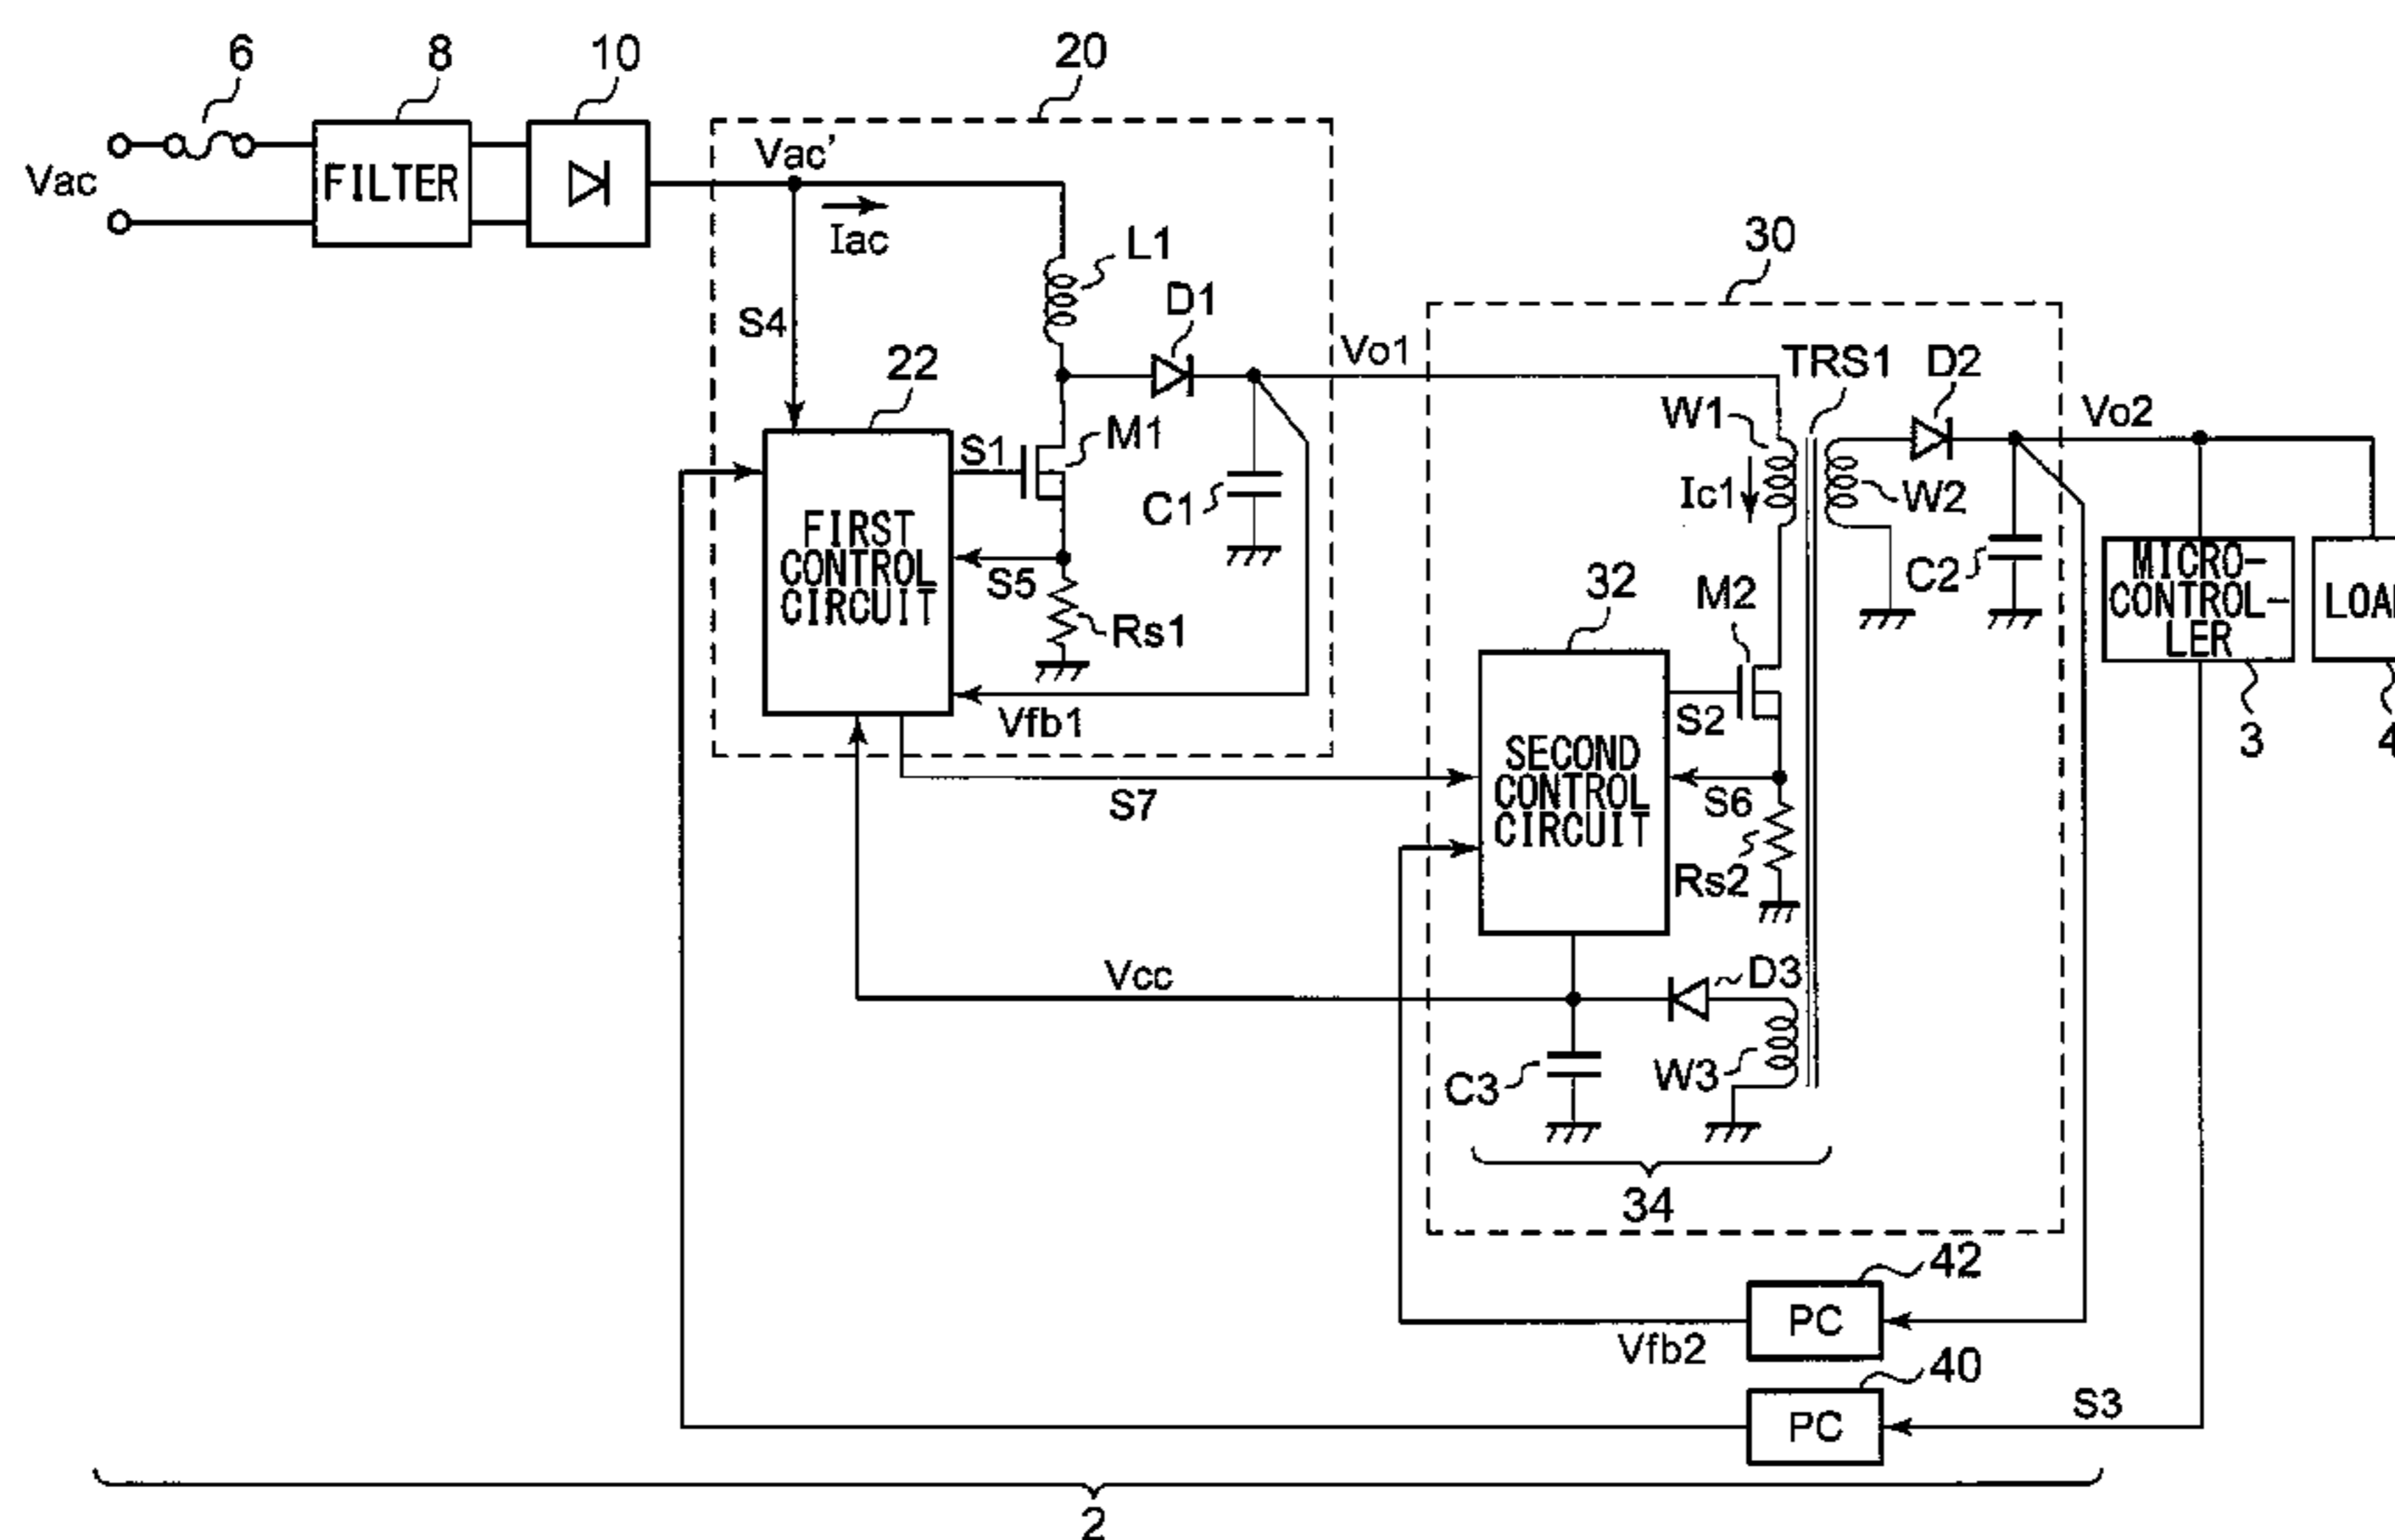 6
8
10
20
Vac
FILTER
Vac’
Iac
L1
D1
30
S4
Vo1
TRS1
D2
22
W1
Vo2
S1
M1
Ic1
W2
FIRST
CONTROL
CIRCUIT
C1
S5
32
M2
C2
MICRO-
CONTROL-
LER
Rs1
Vfb1
S2
3
SECOND
CONTROL
CIRCUIT
S7
S6
Rs2
Vcc
D3
C3
W3
34
42
PC
Vfb2
40
PC
S3
2